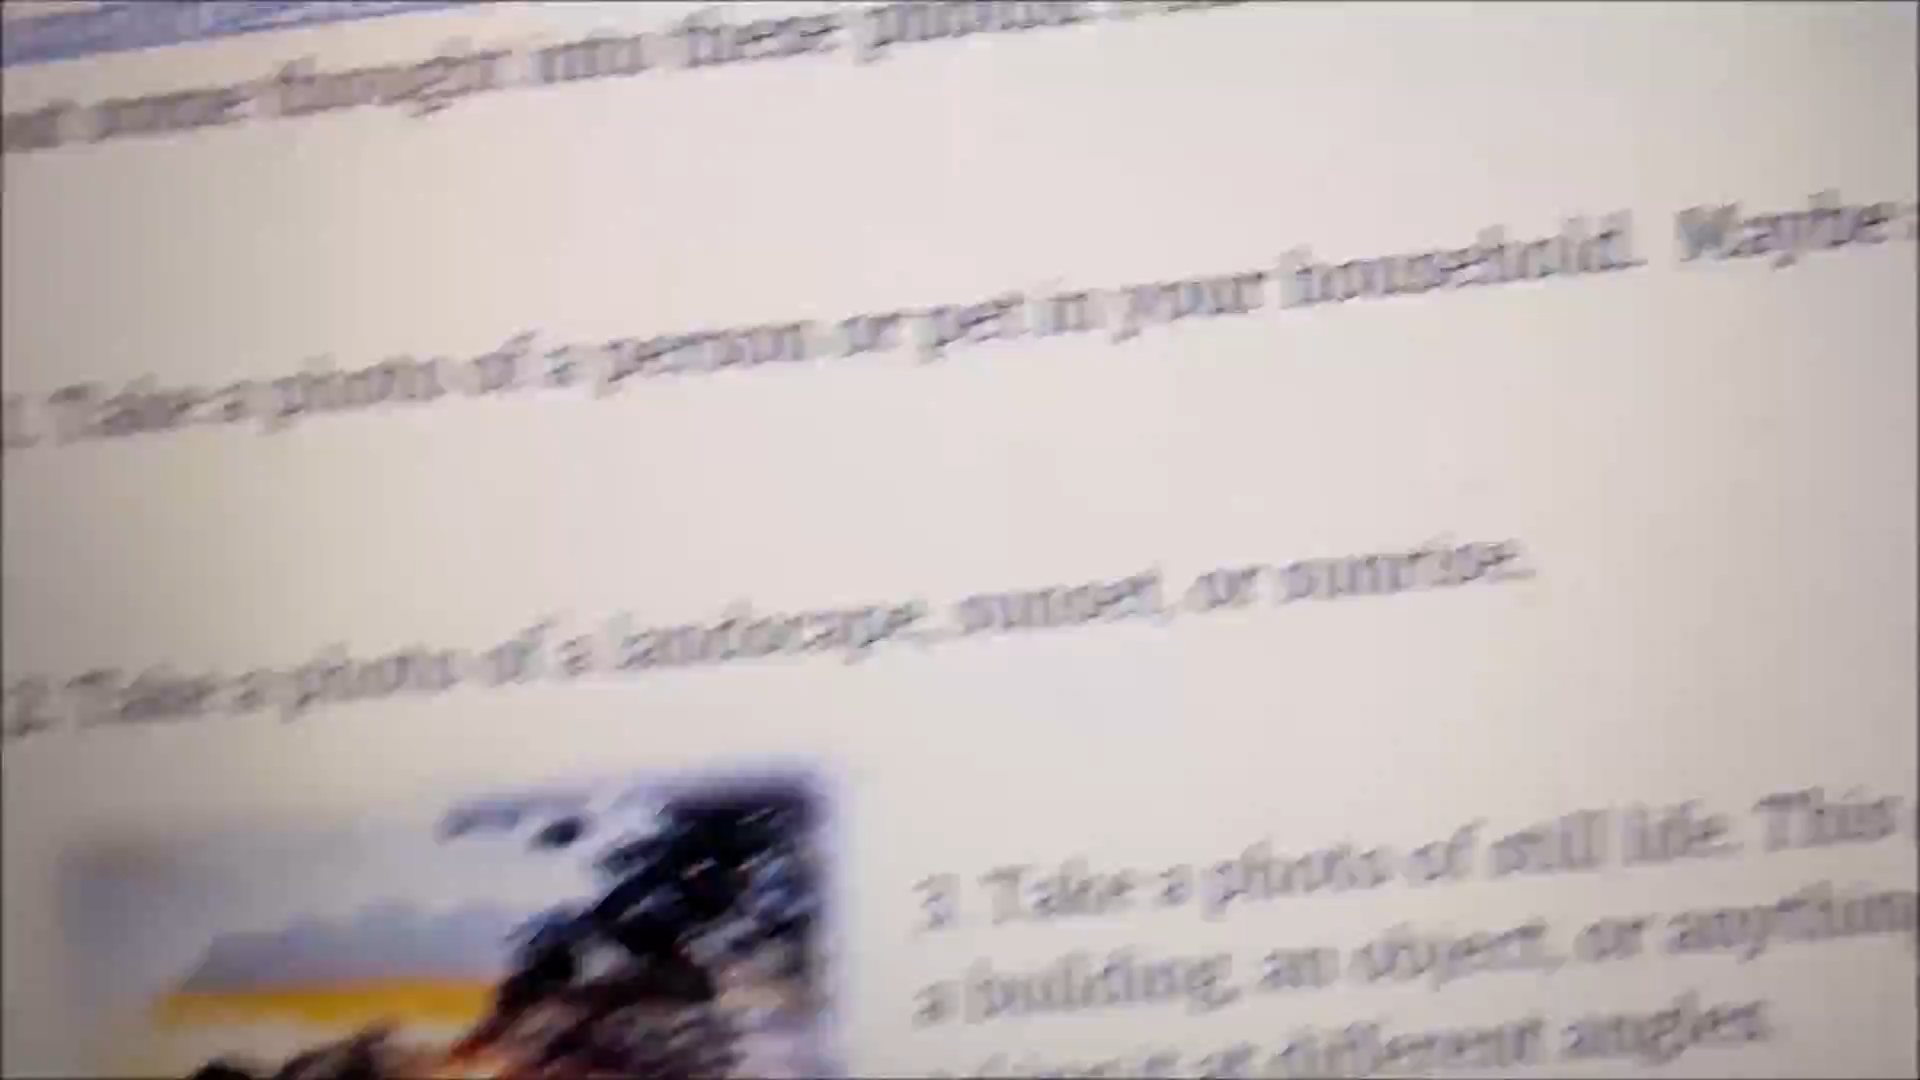 some thought into these
1. Take a photo of a person or pet in your household. Maybe
2. Take a photo of a landscape, sunset, or sunrise.
3. Take a photo of still life. This
a building, an object, or
at different angles.